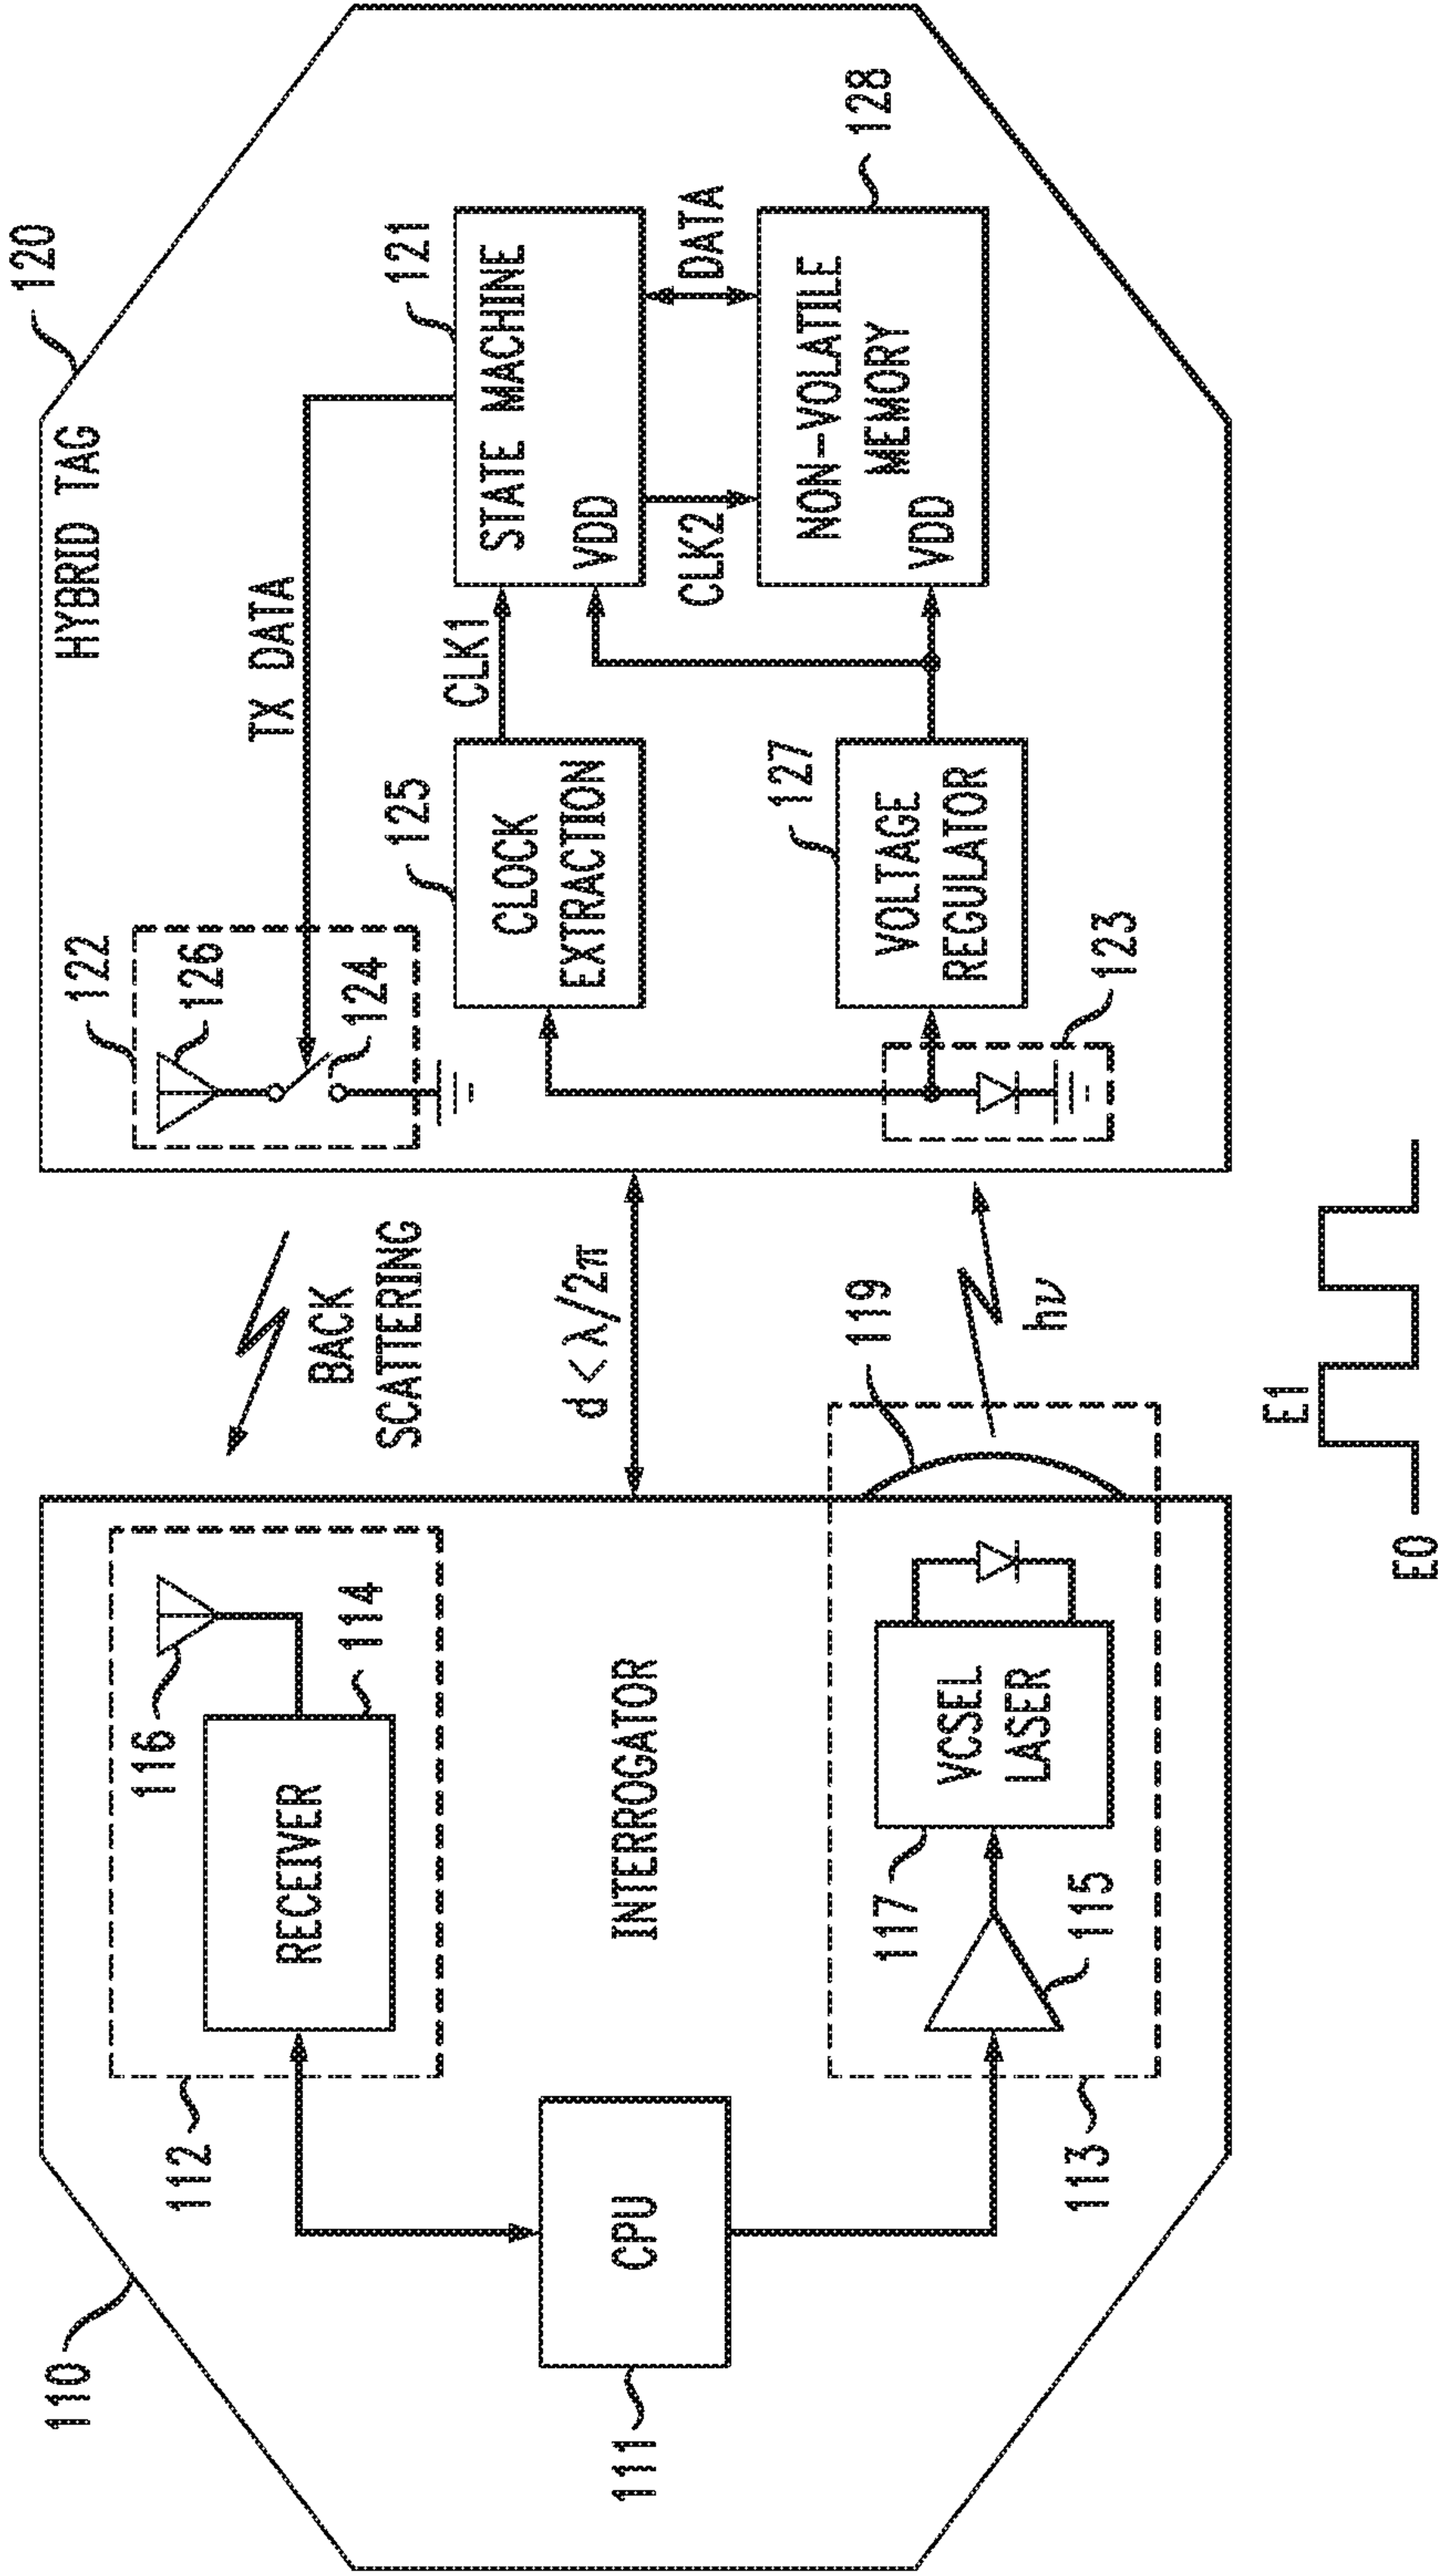 110
112
116
114
RECEIVER
111
CPU
INTERROGATOR
113
117
115
VCSEL
LASER
119
BACK
SCATTERING
d < λ/2π
hν
E0
E1
120
HYBRID TAG
122
126
124
TX DATA
125
CLOCK
EXTRACTION
CLK1
121
STATE MACHINE
VDD
CLK2
DATA
127
VOLTAGE
REGULATOR
123
128
NON-VOLATILE
MEMORY
VDD